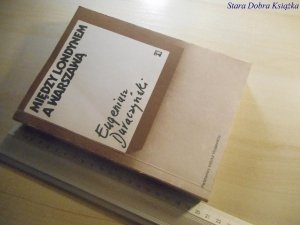 Stara Dobra Książka
MIĘDZY LONDYNEM
A WARSZAWĄ
Eugeniusz
Duraczyński